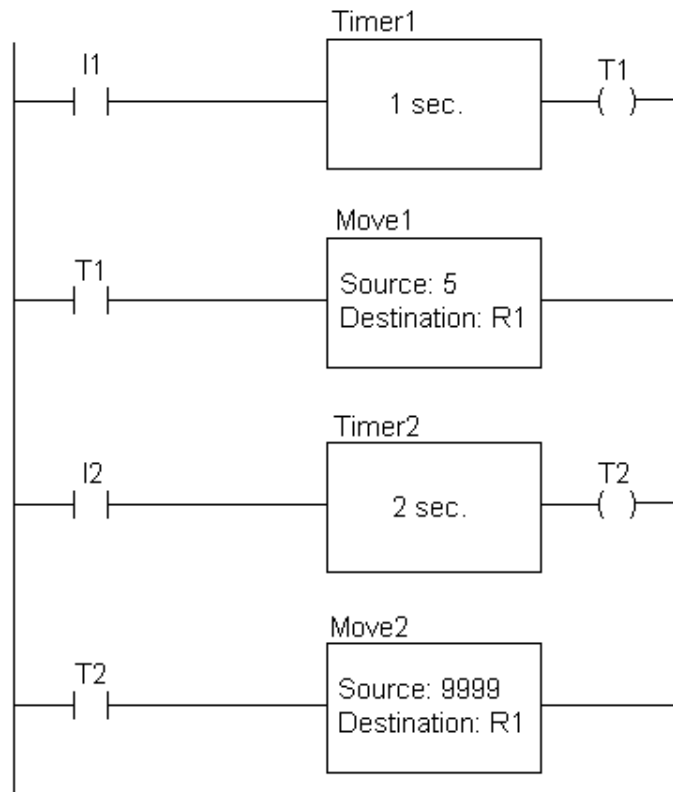 Timer1
I1
1 sec.
T1
Move1
T1
Source: 5
Destination: R1
Timer2
I2
2 sec.
T2
Move2
T2
Source: 9999
Destination: R1